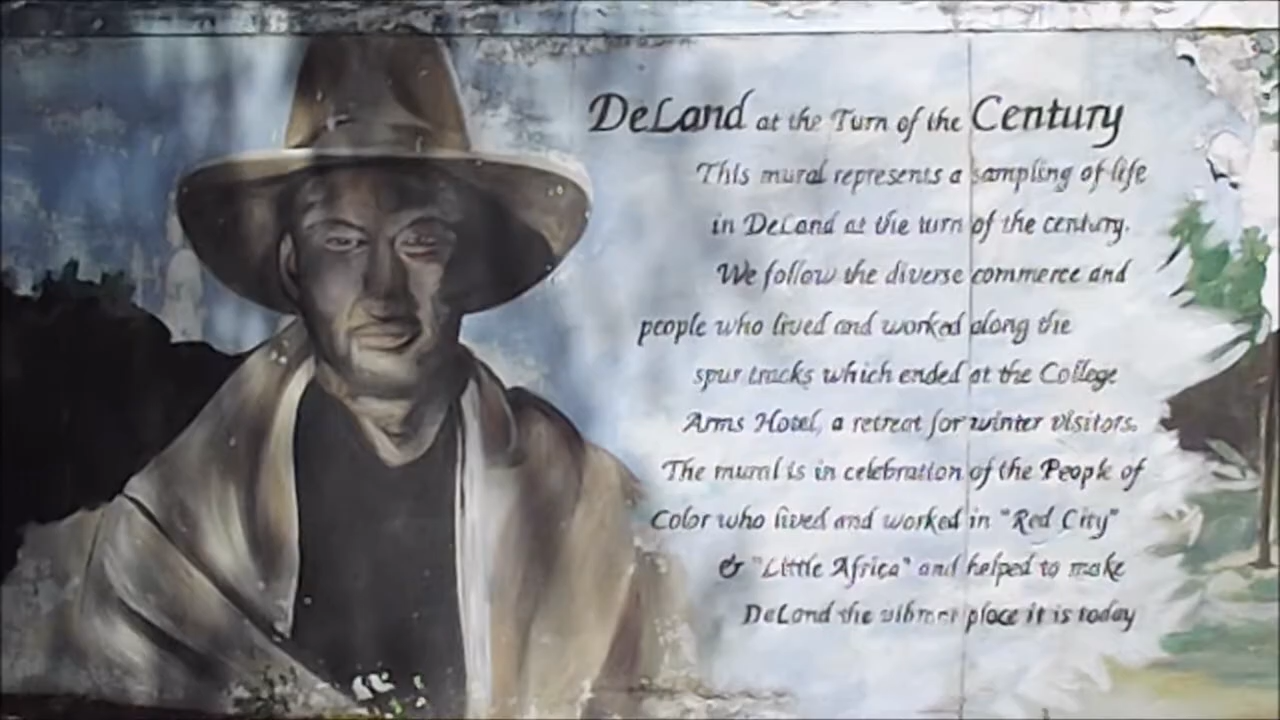 DeLand at the Turn of the Century
This mural represents a sampling of life
in DeLand at the turn of the century.
We follow the diverse commerce and
people who lived and worked along the
spur tracks which ended at the College
Arms Hotel, a retreat for winter visitors.
The mural is in celebration of the People of
Color who lived and worked in "Red City"
& "Little Africa" and helped to make
DeLand the vibrant place it is today